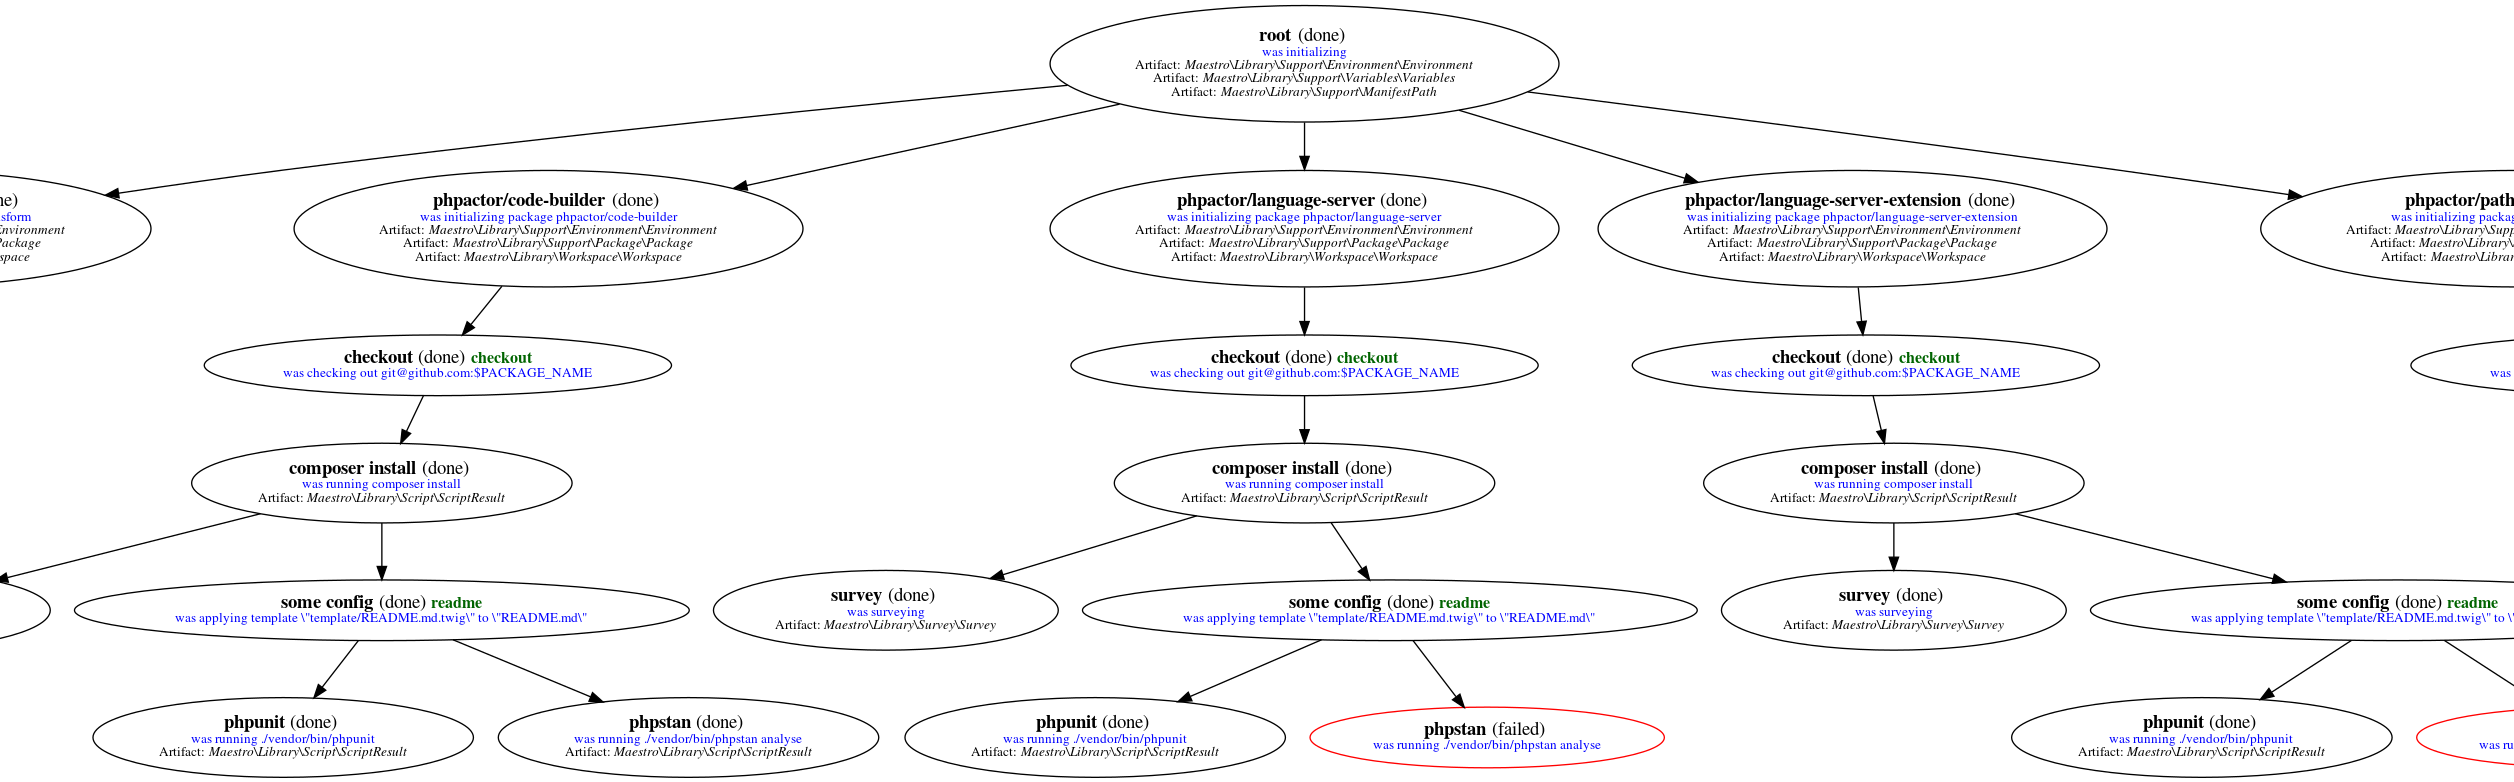 root (done)
was initializing
Artifact: Maestro\Library\Support\Environment\Environment
Artifact: Maestro\Library\Support\Variables\Variables
Artifact: Maestro\Library\Support\ManifestPath
phpactor/code-builder (done)
was initializing package phpactor/code-builder
Artifact: Maestro\Library\Support\Environment\Environment
Artifact: Maestro\Library\Support\Package\Package
Artifact: Maestro\Library\Workspace\Workspace
phpactor/language-server (done)
was initializing package phpactor/language-server
Artifact: Maestro\Library\Support\Environment\Environment
Artifact: Maestro\Library\Support\Package\Package
Artifact: Maestro\Library\Workspace\Workspace
phpactor/language-server-extension (done)
was initializing package phpactor/language-server-extension
Artifact: Maestro\Library\Support\Environment\Environment
Artifact: Maestro\Library\Support\Package\Package
Artifact: Maestro\Library\Workspace\Workspace
phpactor/path
was initializing
Artifact:
Artifact: Maestro\Library\
Artifact:
checkout (done) checkout
was checking out git@github.com:$PACKAGE_NAME
checkout (done) checkout
was checking out git@github.com:$PACKAGE_NAME
checkout (done) checkout
was checking out git@github.com:$PACKAGE_NAME
was
composer install (done)
was running composer install
Artifact: Maestro\Library\Script\ScriptResult
composer install (done)
was running composer install
Artifact: Maestro\Library\Script\ScriptResult
composer install (done)
was running composer install
Artifact: Maestro\Library\Script\ScriptResult
some config (done) readme
was applying template \"template/README.md.twig\" to \"README.md\"
survey (done)
was surveying
Artifact: Maestro\Library\Survey\Survey
some config (done) readme
was applying template \"template/README.md.twig\" to \"README.md\"
survey (done)
was surveying
Artifact: Maestro\Library\Survey\Survey
some config (done) readme
was applying template \"template/README.md.twig\" to
phpunit (done)
was running ./vendor/bin/phpunit
Artifact: Maestro\Library\Script\ScriptResult
phpstan (done)
was running ./vendor/bin/phpstan analyse
Artifact: Maestro\Library\Script\ScriptResult
phpunit (done)
was running ./vendor/bin/phpunit
Artifact: Maestro\Library\Script\ScriptResult
phpstan (failed)
was running ./vendor/bin/phpstan analyse
phpunit (done)
was running ./vendor/bin/phpunit
Artifact: Maestro\Library\Script\ScriptResult
was